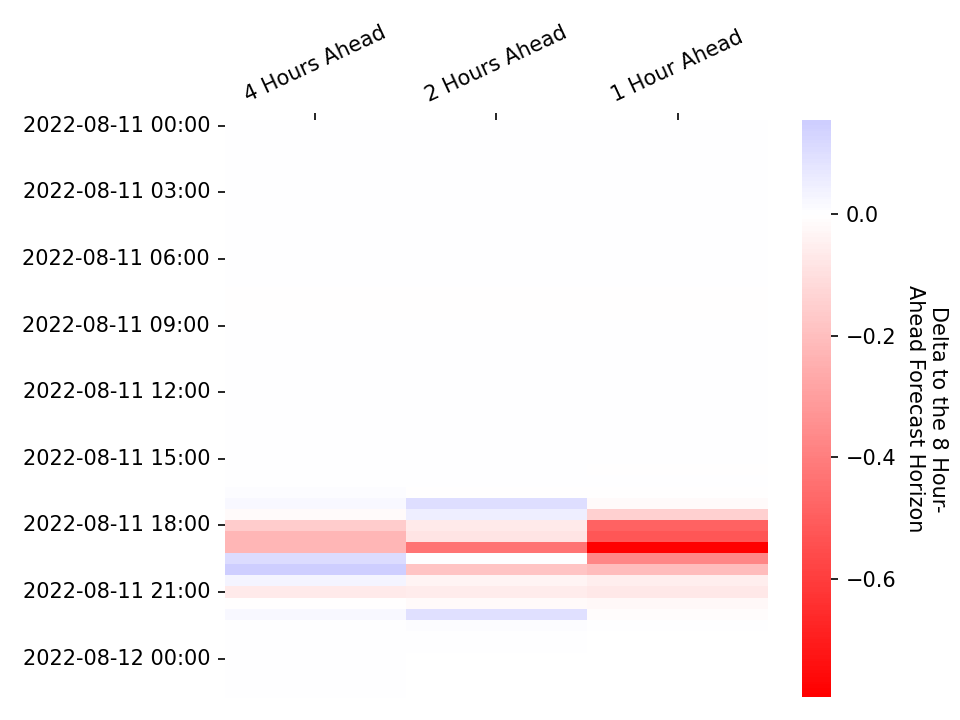 4 Hours Ahead
2 Hours Ahead
1 Hour Ahead
2022-08-11 00:00
2022-08-11 03:00
2022-08-11 06:00
2022-08-11 09:00
2022-08-11 12:00
2022-08-11 15:00
2022-08-11 18:00
2022-08-11 21:00
2022-08-12 00:00
0.0
−0.2
−0.4
−0.6
Delta to the 8 Hour-
Ahead Forecast Horizon